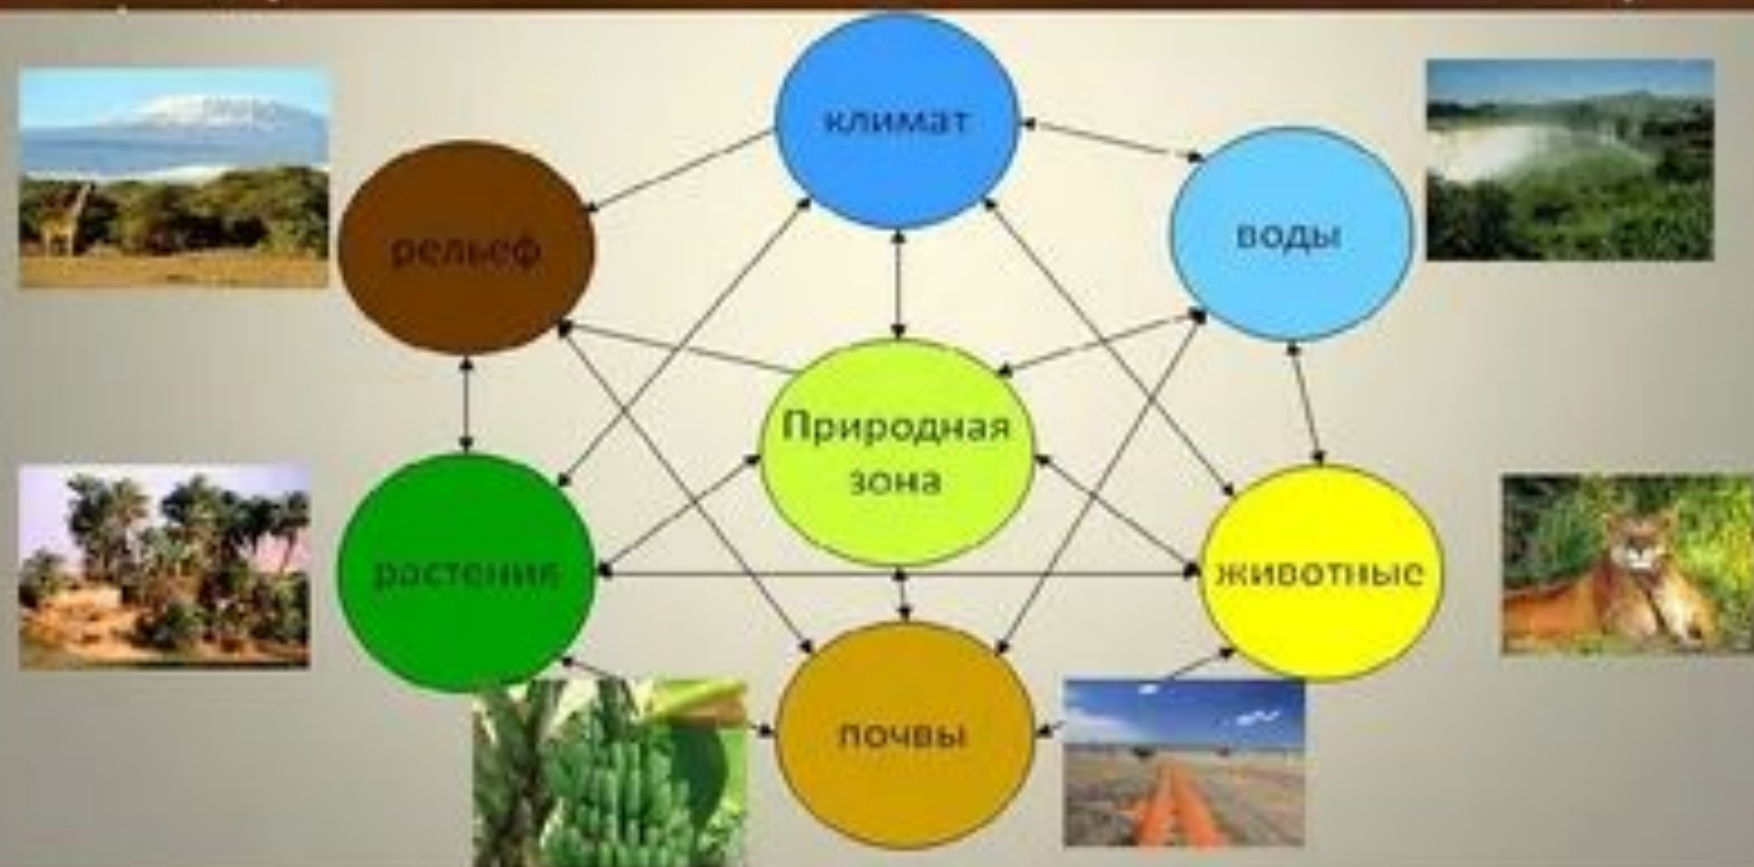 климат
рельеф
воды
Природная
зона
растения
животные
почвы